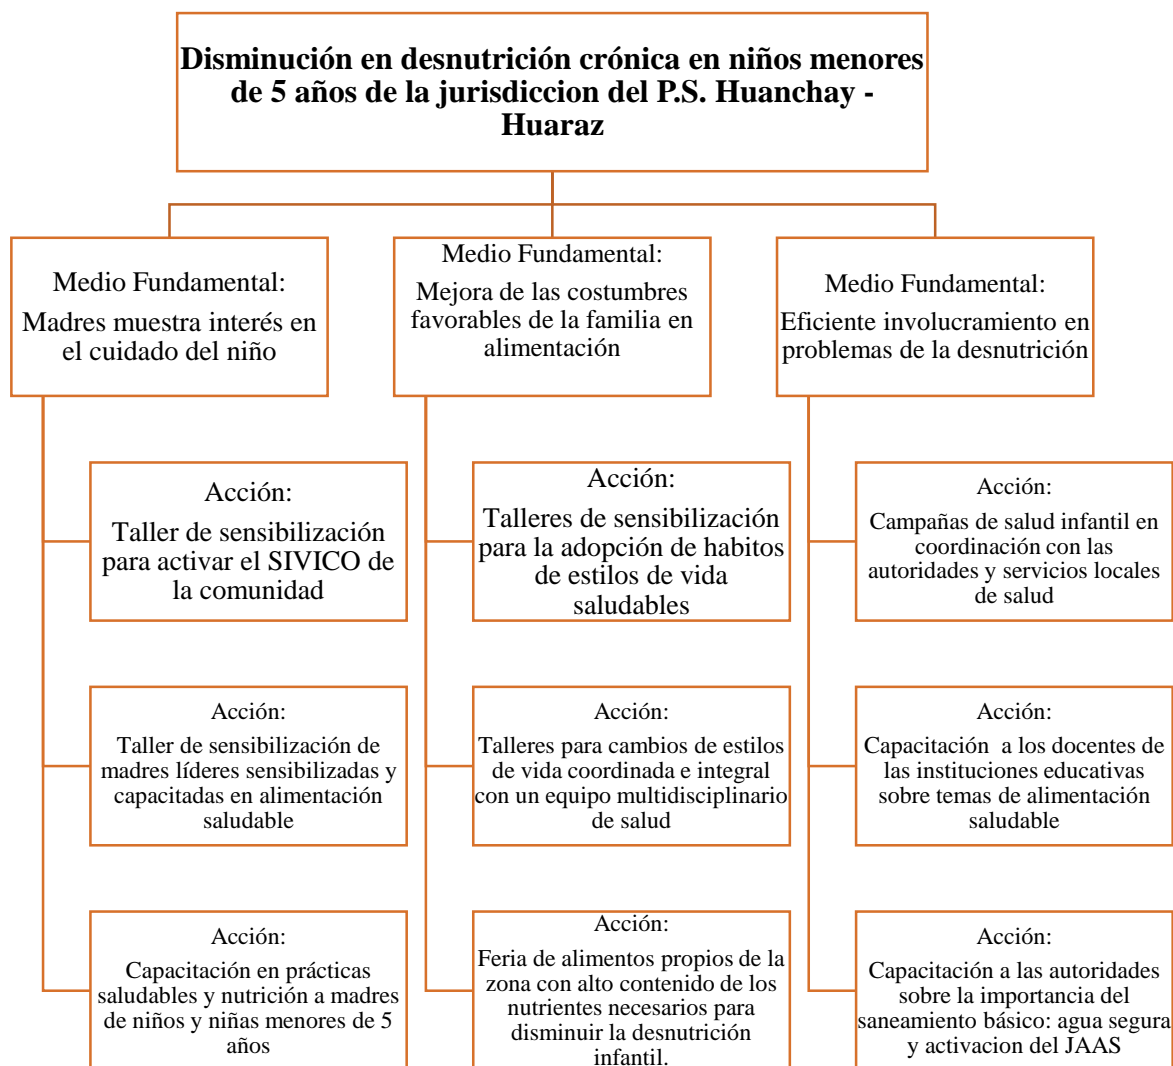 Disminución en desnutrición crónica en niños menores
de 5 años de la jurisdiccion del P.S. Huanchay -
Huaraz
Medio Fundamental:
Madres muestra interés en
el cuidado del niño
Acción:
Taller de sensibilización
para activar el SIVICO de
la comunidad
Acción:
Taller de sensibilización de
madres líderes sensibilizadas y
capacitadas en alimentación
saludable
Acción:
Capacitación en prácticas
saludables y nutrición a madres
de niños y niñas menores de 5
años
Medio Fundamental:
Mejora de las costumbres
favorables de la familia en
alimentación
Acción:
Talleres de sensibilización
para la adopción de habitos
de estilos de vida
saludables
Acción:
Talleres para cambios de estilos
de vida coordinada e integral
con un equipo multidisciplinario
de salud
Acción:
Feria de alimentos propios de la
zona con alto contenido de los
nutrientes necesarios para
disminuir la desnutrición
infantil.
Medio Fundamental:
Eficiente involucramiento en
problemas de la desnutrición
Acción:
Campañas de salud infantil en
coordinación con las
autoridades y servicios locales
de salud
Acción:
Capacitación a los docentes de
las instituciones educativas
sobre temas de alimentación
saludable
Acción:
Capacitación a las autoridades
sobre la importancia del
saneamiento básico: agua segura
y activacion del JAAS